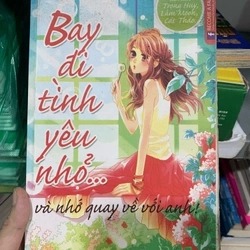 Bay
đi
tình
yêu
nhỏ...
và nhớ quay về với anh!